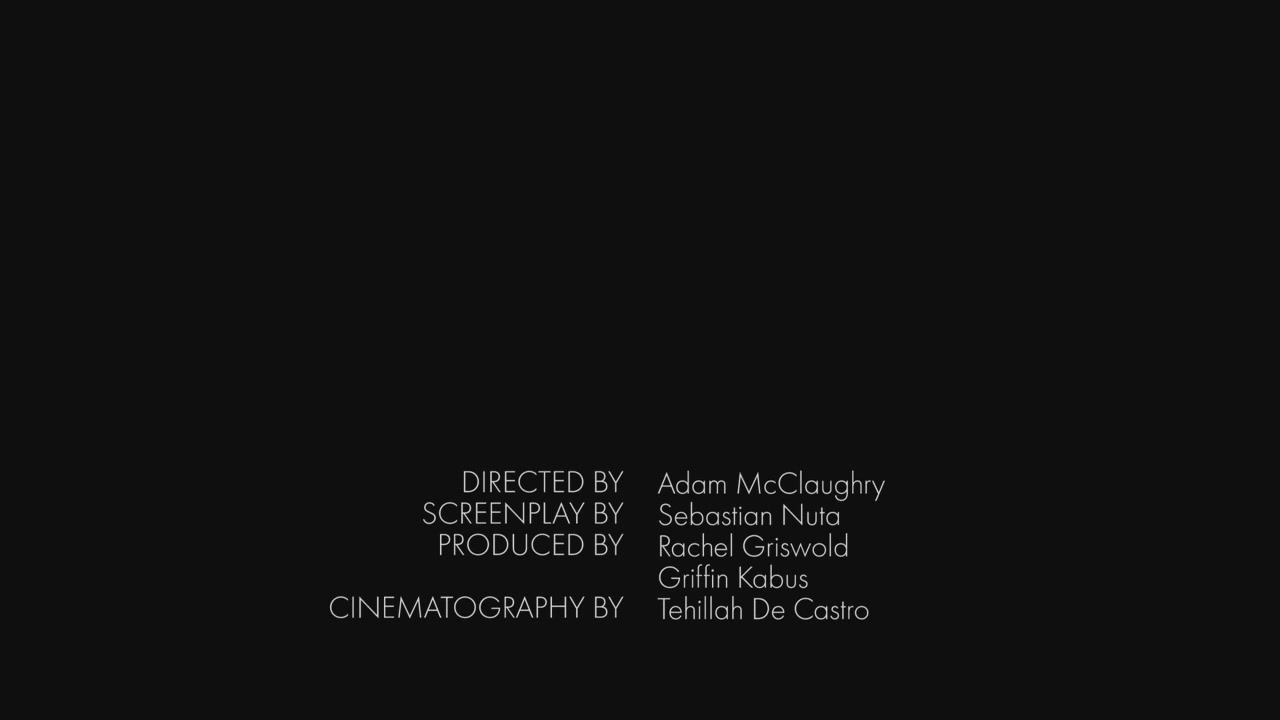 DIRECTED BY Adam McClaughry
SCREENPLAY BY Sebastian Nuta
PRODUCED BY Rachel Griswold
Griffin Kabus
CINEMATOGRAPHY BY Tehillah De Castro